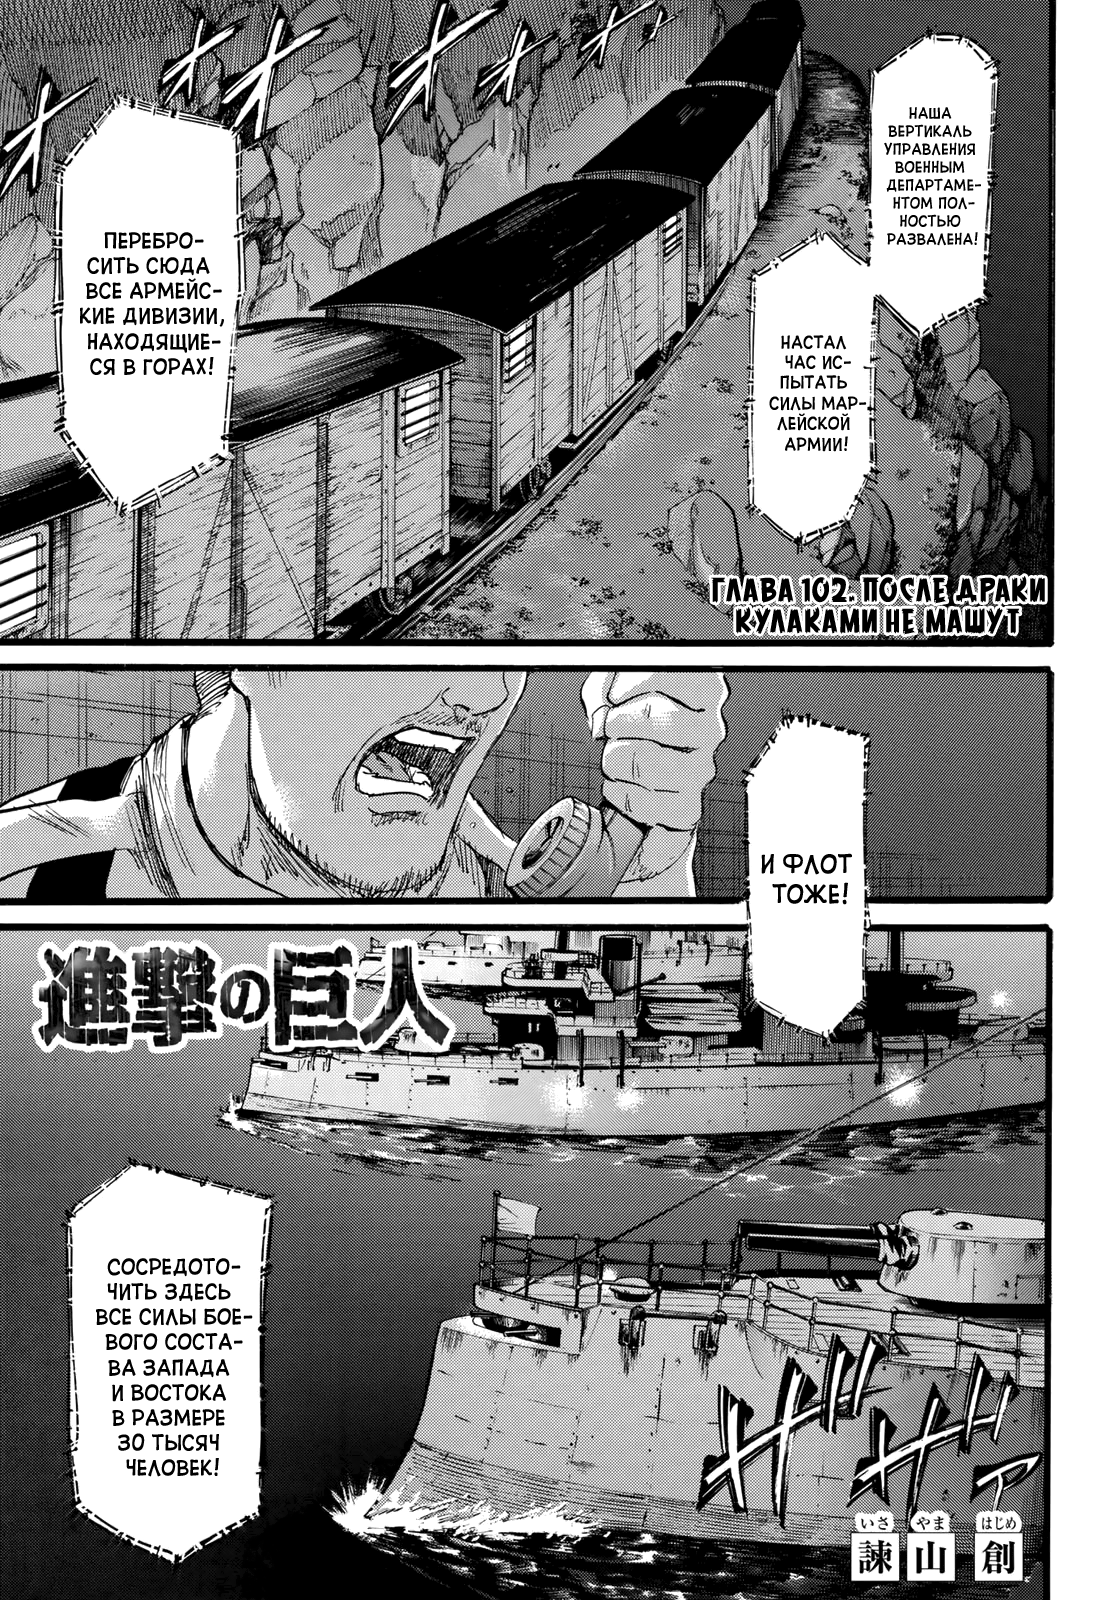 НАША
ВЕРТИКАЛЬ
УПРАВЛЕНИЯ
ВОЕННЫМ
ДЕПАРТАМЕ-
НТОМ ПОЛ-
НОСТЬЮ
РАЗВАЛЕНА!
НАСТАЛ
ЧАС ИС-
ПЫТАТЬ
СИЛЫ МАР-
ЛЕЙСКОЙ
АРМИИ!
ПЕРЕБРО-
СИТЬ СЮДА
ВСЕ АРМЕЙС-
КИЕ ДИВИЗИИ,
НАХОДЯЩИЕ-
СЯ В ГОРАХ!
ГЛАВА 102. ПОСЛЕ ДРАКИ
КУЛАКАМИ НЕ МАШУТ
И ФЛОТ
ТОЖЕ!
進撃の巨人
СОСРЕДОТО-
ЧИТЬ ЗДЕСЬ
ВСЕ СИЛЫ БОЕ-
ВОГО СОСТА-
ВА ЗАПАДА
И ВОСТОКА
В РАЗМЕРЕ
30 ТЫСЯЧ
ЧЕЛОВЕК!
いさ やま はじめ
諫山創